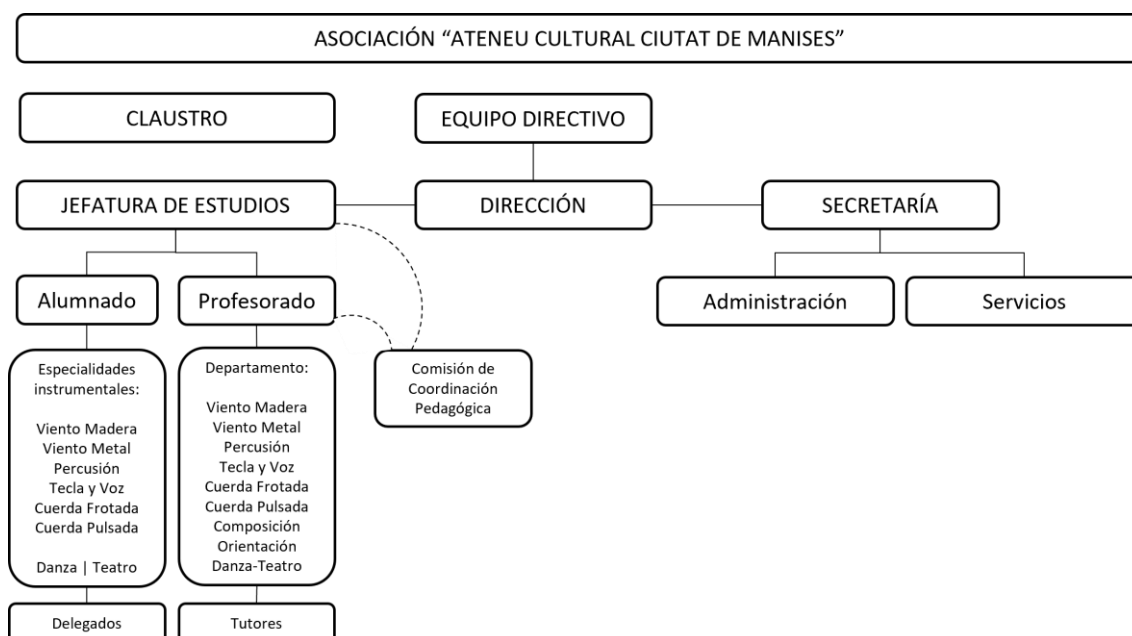 ASOCIACIÓN “ATENEU CULTURAL CIUTAT DE MANISES”
CLAUSTRO
EQUIPO DIRECTIVO
JEFATURA DE ESTUDIOS
DIRECCIÓN
SECRETARÍA
Alumnado
Profesorado
Administración
Servicios
Especialidades
instrumentales:
Viento Madera
Viento Metal
Percusión
Tecla y Voz
Cuerda Frotada
Cuerda Pulsada
Danza | Teatro
Departamento:
Viento Madera
Viento Metal
Percusión
Tecla y Voz
Cuerda Frotada
Cuerda Pulsada
Composición
Orientación
Danza-Teatro
Comisión de
Coordinación
Pedagógica
Delegados
Tutores